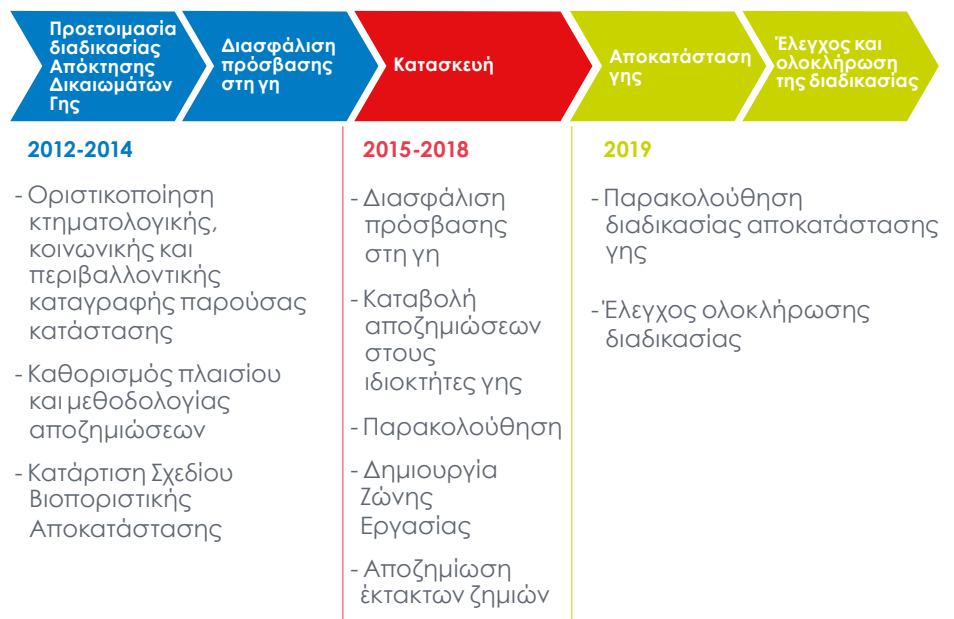 Προετοιμασία
διαδικασίας
Απόκτησης
Δικαιωμάτων
Γης
Διασφάλιση
πρόσβασης
στη γη
Κατασκευή
Αποκατάσταση
γης
Έλεγχος και
ολοκλήρωση
της διαδικασίας
2012-2014
- Οριστικοποίηση
κτηματολογικής,
κοινωνικής και
περιβαλλοντικής
καταγραφής παρούσας
κατάστασης
- Καθορισμός πλαισίου
και μεθοδολογίας
αποζημιώσεων
- Κατάρτιση Σχεδίου
Βιοποριστικής
Αποκατάστασης
2015-2018
- Διασφάλιση
πρόσβασης
στη γη
- Καταβολή
αποζημιώσεων
στους
ιδιοκτήτες γης
- Παρακολούθηση
- Δημιουργία
Ζώνης
Εργασίας
- Αποζημίωση
έκτακτων ζημιών
2019
- Παρακολούθηση
διαδικασίας αποκατάστασης
γης
- Έλεγχος ολοκλήρωσης
διαδικασίας